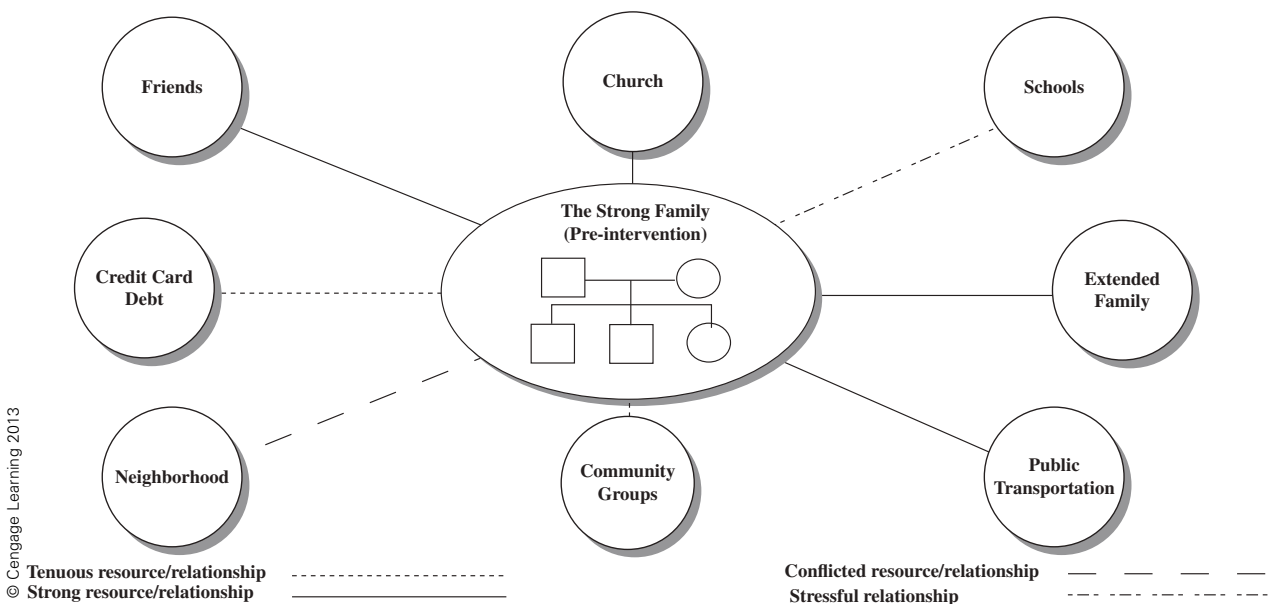 Friends
Church
Schools
The Strong Family
(Pre-intervention)
Credit Card
Debt
Extended
Family
Neighborhood
Community
Groups
Public
Transportation
© Cengage Learning 2013
Tenuous resource/relationship
Strong resource/relationship
Conflicted resource/relationship
Stressful relationship